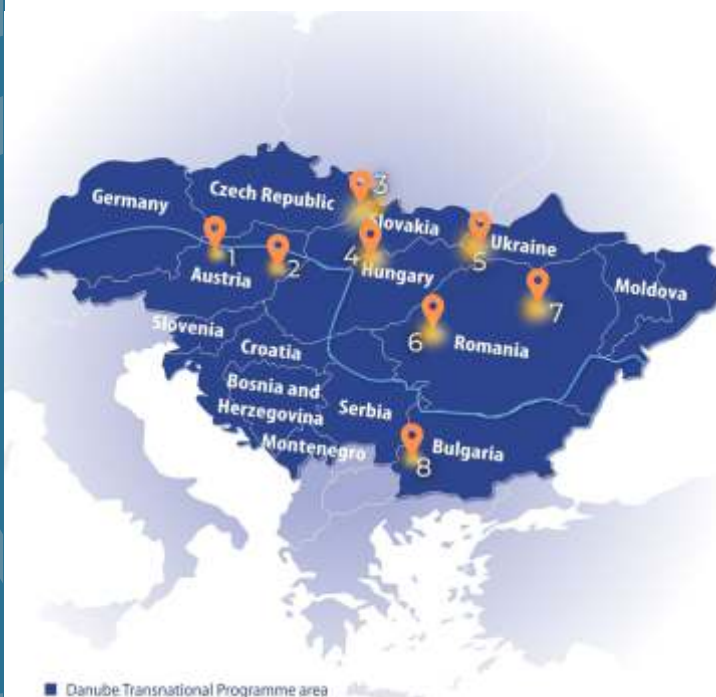 3
Germany
Czech Republic
Slovakia
1
4
5
Ukraine
2
Austria
Hungary
Moldova
7
Slovenia
6
Romania
Croatia
Bosnia and
Herzegovina
Serbia
Montenegro
Bulgaria
8
Danube Transnational Programme area